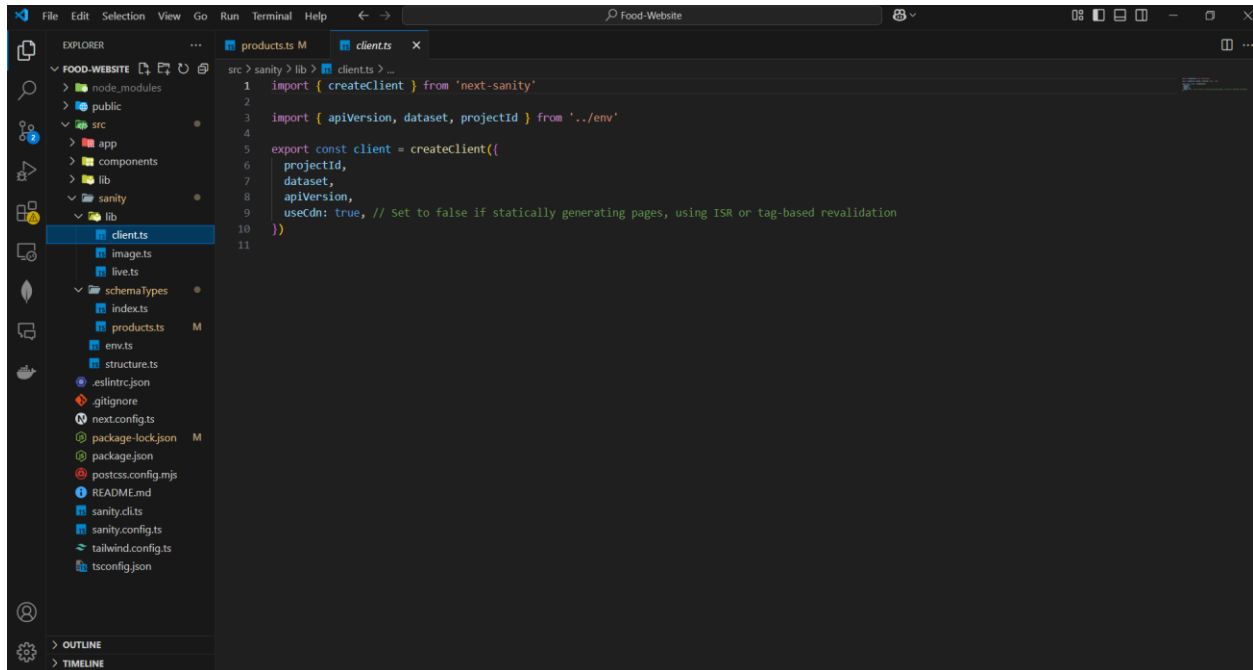 File Edit Selection View Go Run Terminal Help
Food-Website
EXPLORER
FOOD-WEBSITE
node_modules
public
src
app
components
lib
sanity
lib
client.ts
image.ts
live.ts
schemaTypes
index.ts
products.ts M
env.ts
structure.ts
.eslintrc.json
.gitignore
next.config.ts
package-lock.json M
package.json
postcss.config.mjs
README.md
sanity.cli.ts
sanity.config.ts
tailwind.config.ts
tsconfig.json
OUTLINE
TIMELINE
2
products.ts M client.ts
src > sanity > lib > client.ts > ...
1 import { createClient } from 'next-sanity'
2
3 import { apiVersion, dataset, projectId } from '../env'
4
5 export const client = createClient({
6 projectId,
7 dataset,
8 apiVersion,
9 useCdn: true, // Set to false if statically generating pages, using ISR or tag-based revalidation
10 })
11